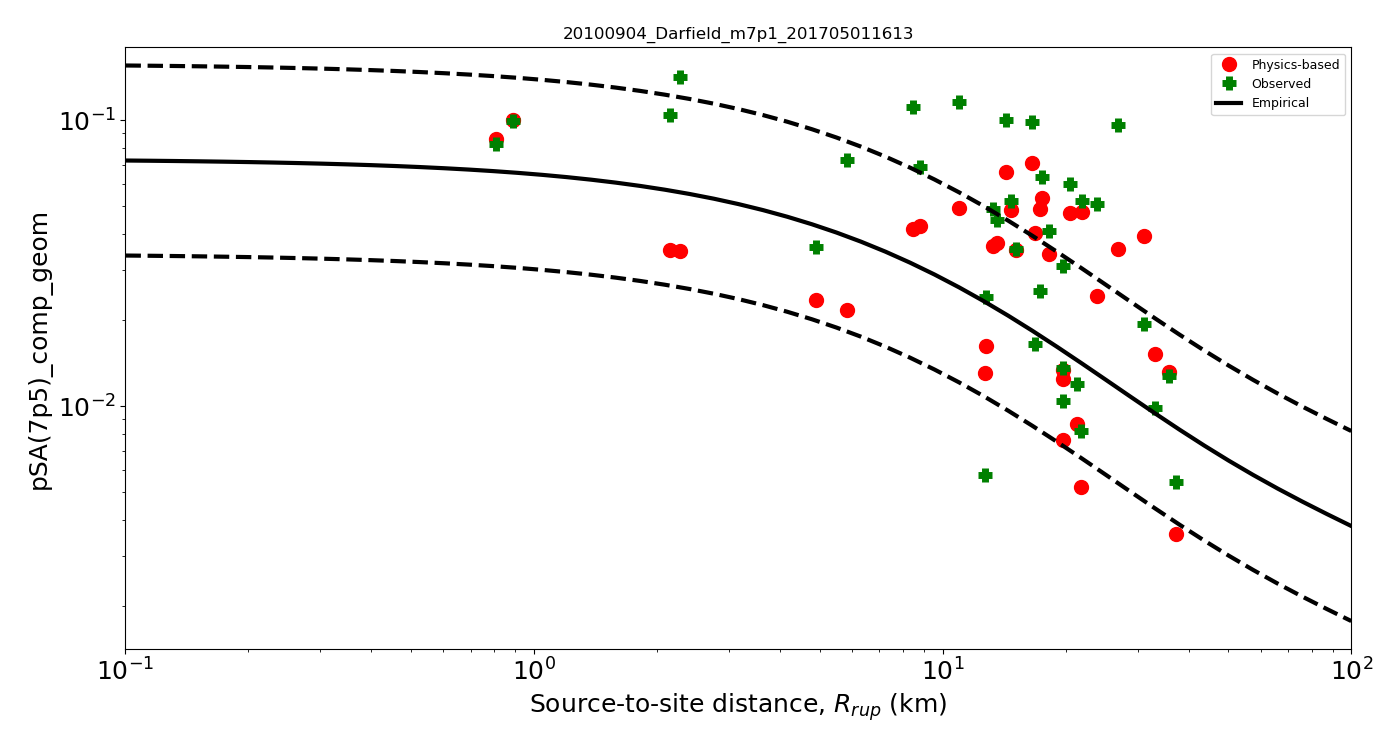 20100904_Darfield_m7p1_201705011613
Physics-based
Observed
Empirical
pSA(7p5)_comp_geom
10⁻¹
10⁻²
10⁻¹
10⁰
10¹
10²
Source-to-site distance, R_rup (km)